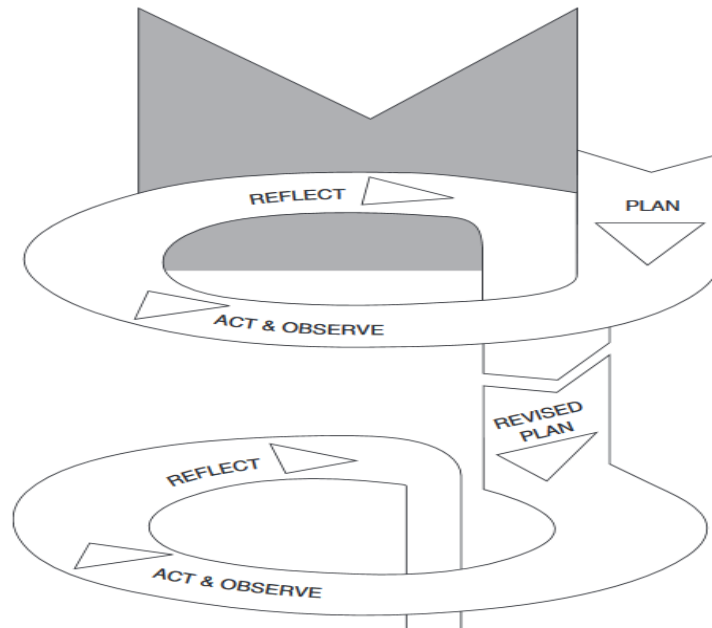 REFLECT
PLAN
ACT & OBSERVE
REVISED
PLAN
REFLECT
ACT & OBSERVE